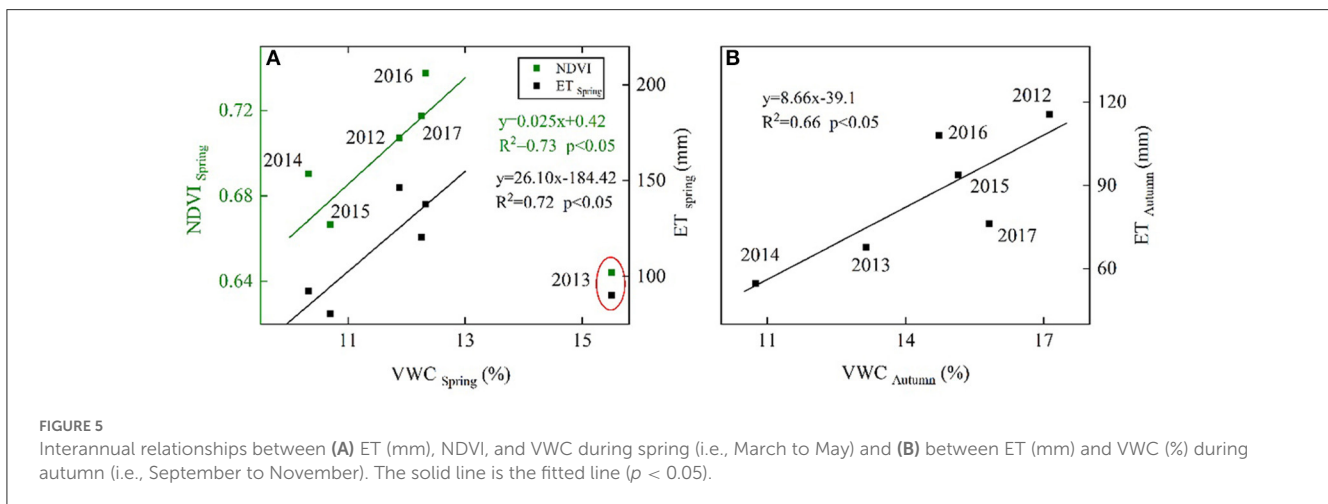 A
NDVI
ET Spring
2016
2012
2017
2014
2015
2013
y=0.025x+0.42
R²=0.73 p<0.05
y=26.10x-184.42
R²=0.72 p<0.05
0.72
0.68
0.64
NDVI Spring
200
150
100
ET spring (mm)
11
13
15
VWC Spring (%)
B
y=8.66x-39.1
R²=0.66 p<0.05
2012
2016
2015
2017
2013
2014
120
90
60
ET Autumn (mm)
11
14
17
VWC Autumn (%)
FIGURE 5
Interannual relationships between (A) ET (mm), NDVI, and VWC during spring (i.e., March to May) and (B) between ET (mm) and VWC (%) during
autumn (i.e., September to November). The solid line is the fitted line (p < 0.05).